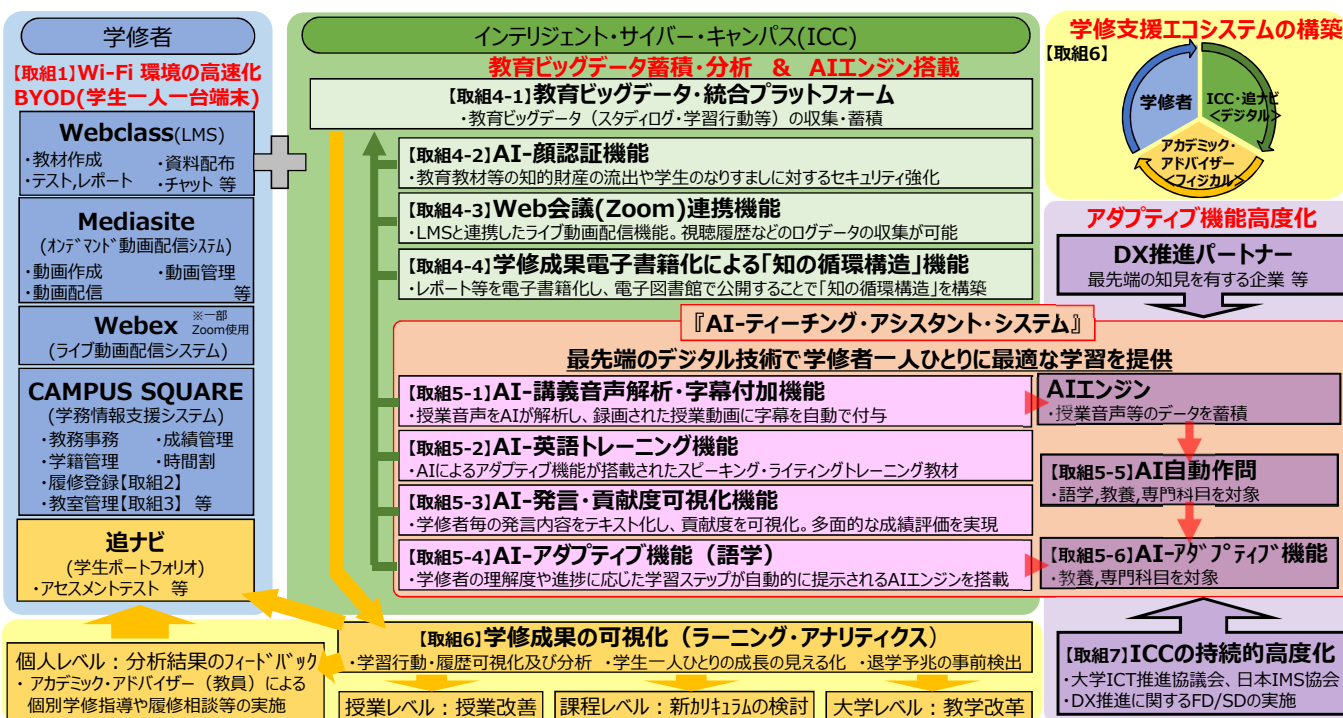 学修者
【取組1】Wi-Fi 環境の高速化
BYOD(学生一人一台端末)
Webclass(LMS)
・教材作成 ・資料配布
・テスト,レポート ・チャット 等
Mediasite
(ｵﾝﾃﾞﾏﾝﾄﾞ動画配信ｼｽﾃﾑ)
・動画作成 ・動画管理
・動画配信 等
Webex ※一部
Zoom使用
(ライブ動画配信システム)
CAMPUS SQUARE
(学務情報支援システム)
・教務事務 ・成績管理
・学籍管理 ・時間割
・履修登録【取組2】
・教室管理【取組3】 等
追ナビ
(学生ポートフォリオ)
・アセスメントテスト 等
インテリジェント・サイバー・キャンパス(ICC)
教育ビッグデータ蓄積・分析 & AIエンジン搭載
【取組4-1】教育ビッグデータ・統合プラットフォーム
・教育ビッグデータ（スタディログ・学習行動等）の収集・蓄積
【取組4-2】AI-顔認証機能
・教育教材等の知的財産の流出や学生のなりすましに対するセキュリティ強化
【取組4-3】Web会議(Zoom)連携機能
・LMSと連携したライブ動画配信機能。視聴履歴などのログデータの収集が可能
【取組4-4】学修成果電子書籍化による「知の循環構造」機能
・レポート等を電子書籍化し、電子図書館で公開することで「知の循環構造」を構築
『AI-ティーチング・アシスタント・システム』
最先端のデジタル技術で学修者一人ひとりに最適な学習を提供
【取組5-1】AI-講義音声解析・字幕付加機能
・授業音声をAIが解析し、録画された授業動画に字幕を自動で付与
【取組5-2】AI-英語トレーニング機能
・AIによるアダプティブ機能が搭載されたスピーキング・ライティングトレーニング教材
【取組5-3】AI-発言・貢献度可視化機能
・学修者毎の発言内容をテキスト化し、貢献度を可視化。多面的な成績評価を実現
【取組5-4】AI-アダプティブ機能（語学）
・学修者の理解度や進捗に応じた学習ステップが自動的に提示されるAIエンジンを搭載
学修支援エコシステムの構築
【取組6】
学修者
ICC・追ナビ
<デジタル>
アカデミック・
アドバイザー
<フィジカル>
アダプティブ機能高度化
DX推進パートナー
最先端の知見を有する企業 等
AIエンジン
・授業音声等のデータを蓄積
【取組5-5】AI自動作問
・語学,教養,専門科目を対象
【取組5-6】AI-ｱﾀﾞﾌﾟﾃｨﾌﾞ機能
・教養,専門科目を対象
【取組7】ICCの持続的高度化
・大学ICT推進協議会、日本IMS協会
・DX推進に関するFD/SDの実施
【取組6】学修成果の可視化（ラーニング・アナリティクス）
・学習行動・履歴可視化及び分析 ・学生一人ひとりの成長の見える化 ・退学予兆の事前検出
個人レベル：分析結果のﾌｨｰﾄﾞﾊﾞｯｸ
・ アカデミック・アドバイザー（教員）による
個別学修指導や履修相談等の実施
授業レベル：授業改善
課程レベル：新ｶﾘｷｭﾗﾑの検討
大学レベル：教学改革